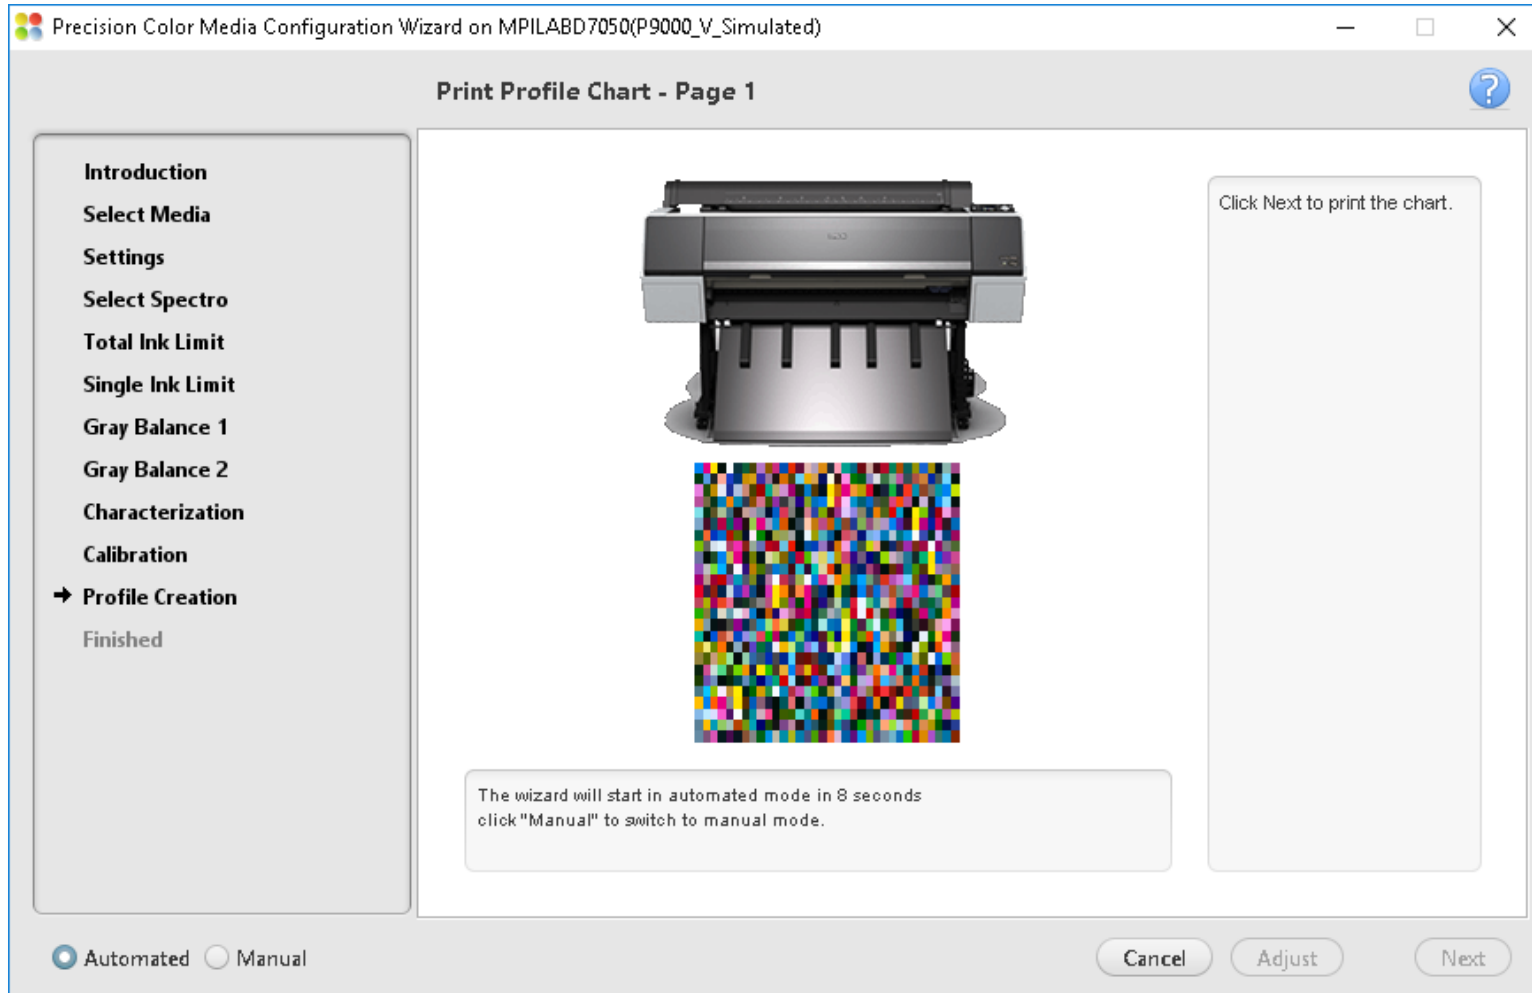 Precision Color Media Configuration Wizard on MPILABD7050(P9000_V_Simulated)
Print Profile Chart - Page 1
?
Introduction
Select Media
Settings
Select Spectro
Total Ink Limit
Single Ink Limit
Gray Balance 1
Gray Balance 2
Characterization
Calibration
Profile Creation
Finished
Click Next to print the chart.
The wizard will start in automated mode in 8 seconds
click "Manual" to switch to manual mode.
Automated
Manual
Cancel
Adjust
Next